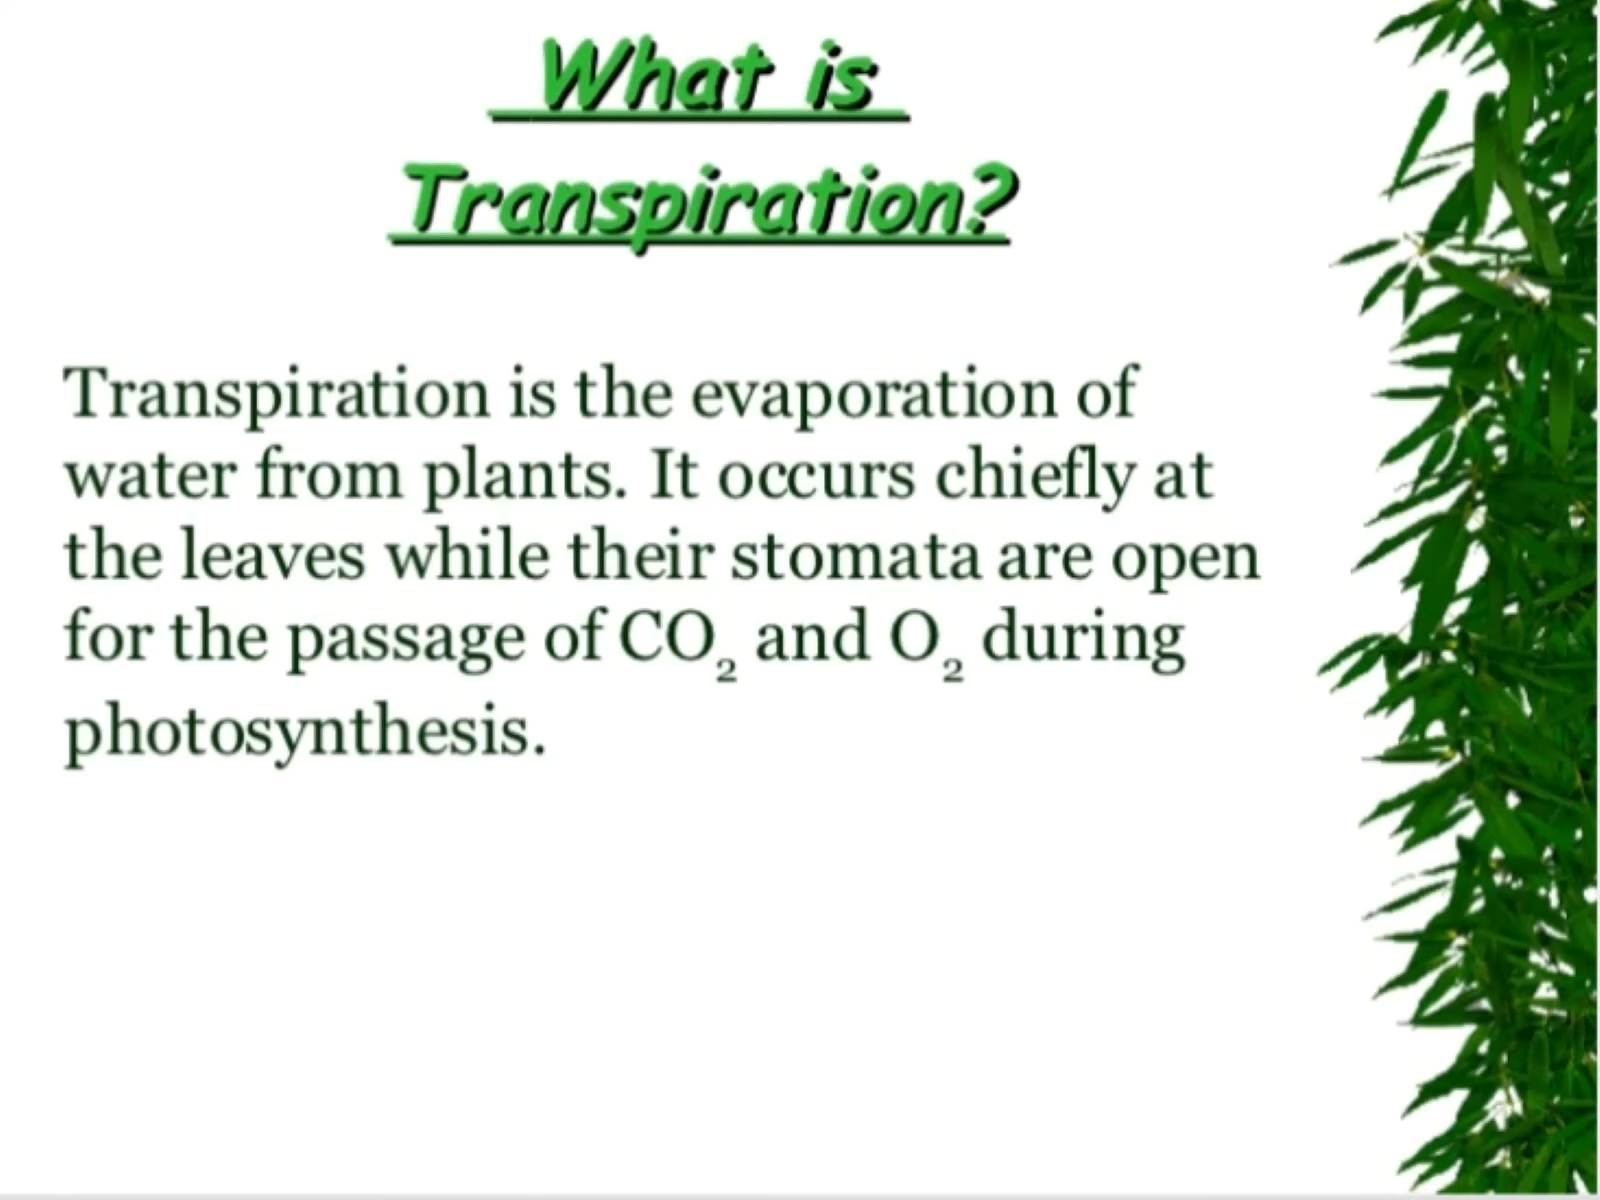 What is
Transpiration?
Transpiration is the evaporation of
water from plants. It occurs chiefly at
the leaves while their stomata are open
for the passage of CO₂ and O₂ during
photosynthesis.